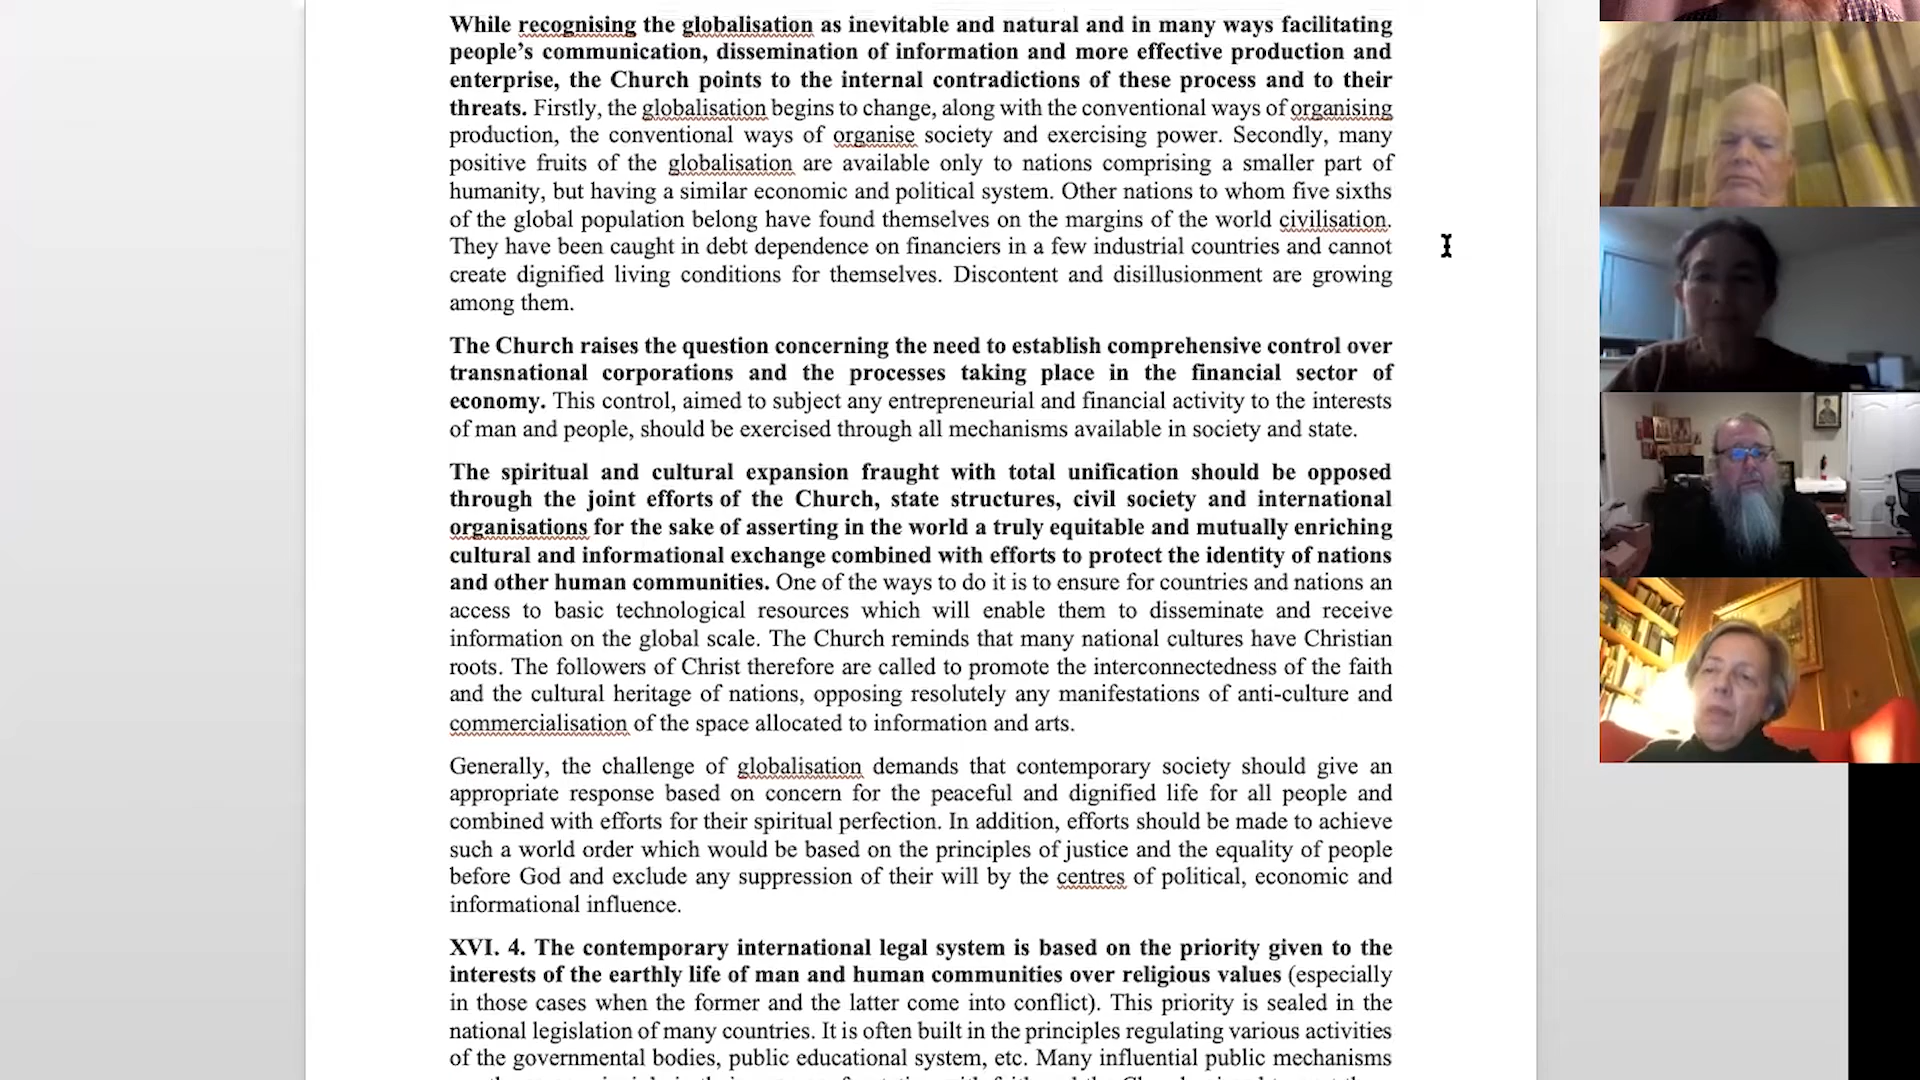 While recognising the globalisation as inevitable and natural and in many ways facilitating
people's communication, dissemination of information and more effective production and
enterprise, the Church points to the internal contradictions of these process and to their
threats. Firstly, the globalisation begins to change, along with the conventional ways of organising
production, the conventional ways of organise society and exercising power. Secondly, many
positive fruits of the globalisation are available only to nations comprising a smaller part of
humanity, but having a similar economic and political system. Other nations to whom five sixths
of the global population belong have found themselves on the margins of the world civilisation.
They have been caught in debt dependence on financiers in a few industrial countries and cannot
create dignified living conditions for themselves. Discontent and disillusionment are growing
among them.
The Church raises the question concerning the need to establish comprehensive control over
transnational corporations and the processes taking place in the financial sector of
economy. This control, aimed to subject any entrepreneurial and financial activity to the interests
of man and people, should be exercised through all mechanisms available in society and state.
The spiritual and cultural expansion fraught with total unification should be opposed
through the joint efforts of the Church, state structures, civil society and international
organisations for the sake of asserting in the world a truly equitable and mutually enriching
cultural and informational exchange combined with efforts to protect the identity of nations
and other human communities. One of the ways to do it is to ensure for countries and nations an
access to basic technological resources which will enable them to disseminate and receive
information on the global scale. The Church reminds that many national cultures have Christian
roots. The followers of Christ therefore are called to promote the interconnectedness of the faith
and the cultural heritage of nations, opposing resolutely any manifestations of anti-culture and
commercialisation of the space allocated to information and arts.
Generally, the challenge of globalisation demands that contemporary society should give an
appropriate response based on concern for the peaceful and dignified life for all people and
combined with efforts for their spiritual perfection. In addition, efforts should be made to achieve
such a world order which would be based on the principles of justice and the equality of people
before God and exclude any suppression of their will by the centres of political, economic and
informational influence.
XVI. 4. The contemporary international legal system is based on the priority given to the
interests of the earthly life of man and human communities over religious values (especially
in those cases when the former and the latter come into conflict). This priority is sealed in the
national legislation of many countries. It is often built in the principles regulating various activities
of the governmental bodies, public educational system, etc. Many influential public mechanisms